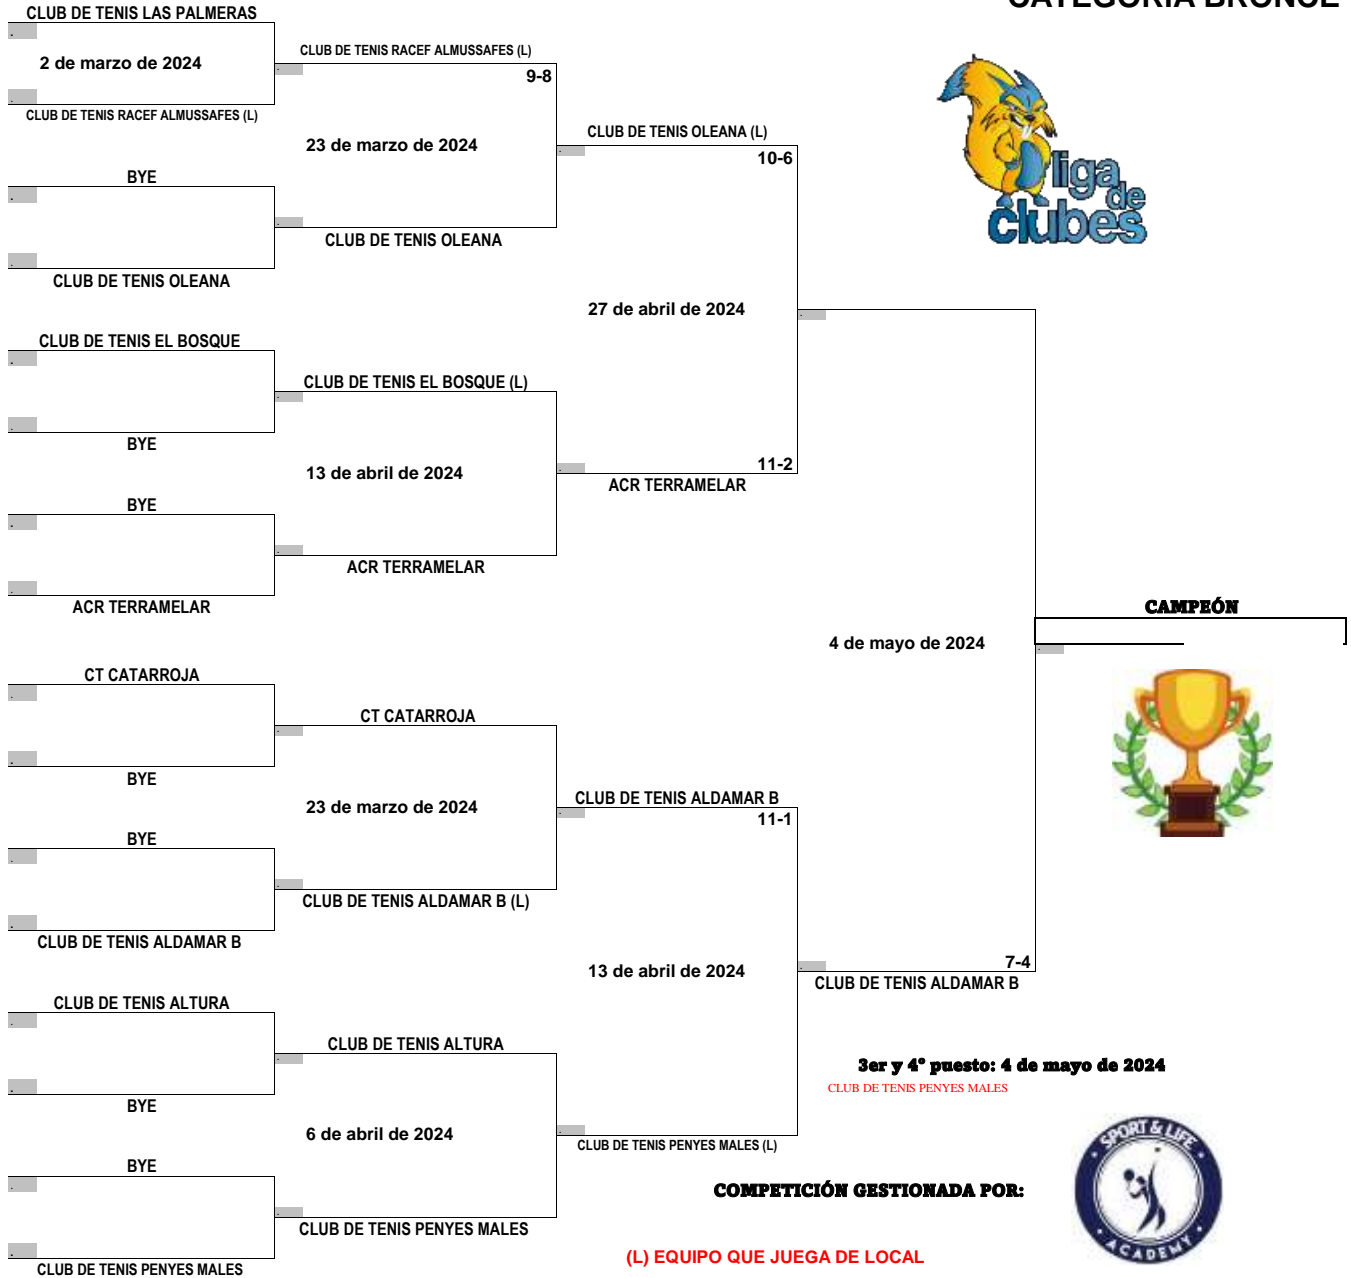 CATEGORÍA BRONCE
CLUB DE TENIS LAS PALMERAS
2 de marzo de 2024
CLUB DE TENIS RACEF ALMUSSAFES (L)
BYE
CLUB DE TENIS OLEANA
CLUB DE TENIS EL BOSQUE
BYE
BYE
ACR TERRAMELAR
CT CATARROJA
BYE
BYE
CLUB DE TENIS ALDAMAR B
CLUB DE TENIS ALTURA
BYE
BYE
CLUB DE TENIS PENYES MALES
CLUB DE TENIS RACEF ALMUSSAFES (L)
9-8
23 de marzo de 2024
CLUB DE TENIS OLEANA
CLUB DE TENIS EL BOSQUE (L)
13 de abril de 2024
ACR TERRAMELAR
CT CATARROJA
23 de marzo de 2024
CLUB DE TENIS ALDAMAR B (L)
CLUB DE TENIS ALTURA
6 de abril de 2024
CLUB DE TENIS PENYES MALES
CLUB DE TENIS OLEANA (L)
10-6
27 de abril de 2024
11-2
ACR TERRAMELAR
CLUB DE TENIS ALDAMAR B
11-1
13 de abril de 2024
CLUB DE TENIS PENYES MALES (L)
4 de mayo de 2024
7-4
CLUB DE TENIS ALDAMAR B
liga de clubes
CAMPEÓN
3er y 4º puesto: 4 de mayo de 2024
CLUB DE TENIS PENYES MALES
COMPETICIÓN GESTIONADA POR:
SPORT & LIFE
ACADEMY
(L) EQUIPO QUE JUEGA DE LOCAL